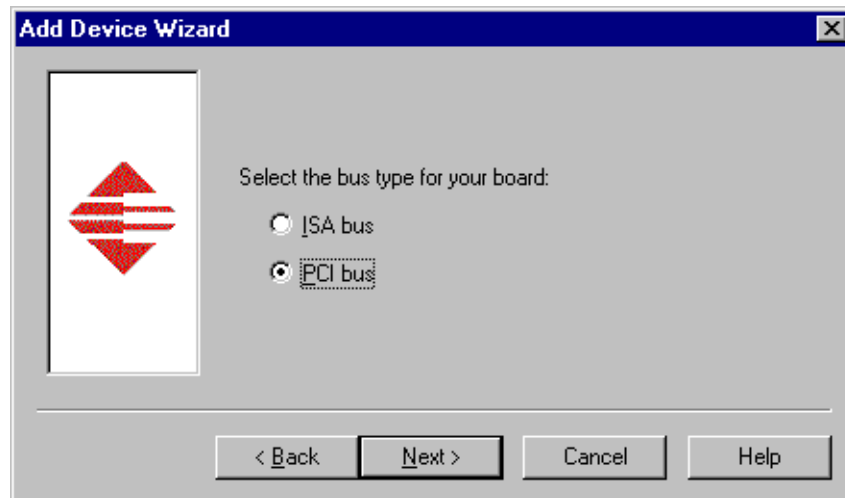 Add Device Wizard
Select the bus type for your board:
ISA bus
PCI bus
< Back
Next >
Cancel
Help